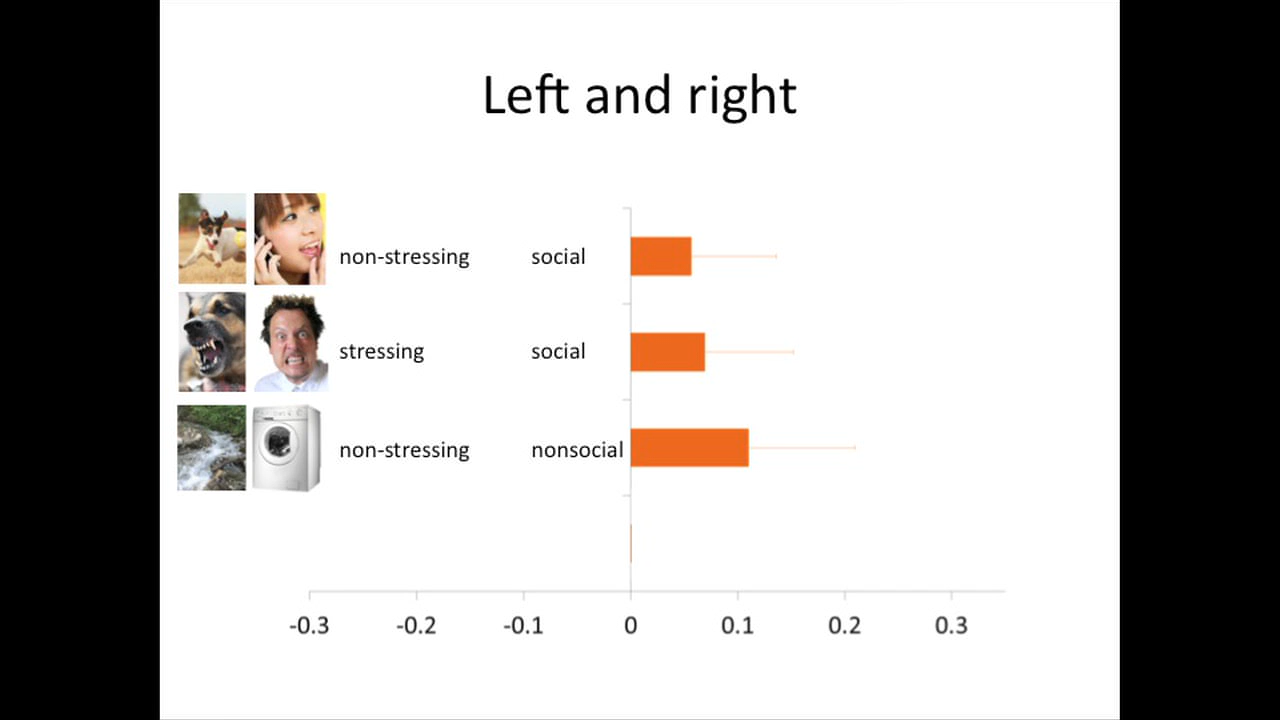 Left and right
non-stressing social
stressing social
non-stressing nonsocial
-0.3 -0.2 -0.1 0 0.1 0.2 0.3